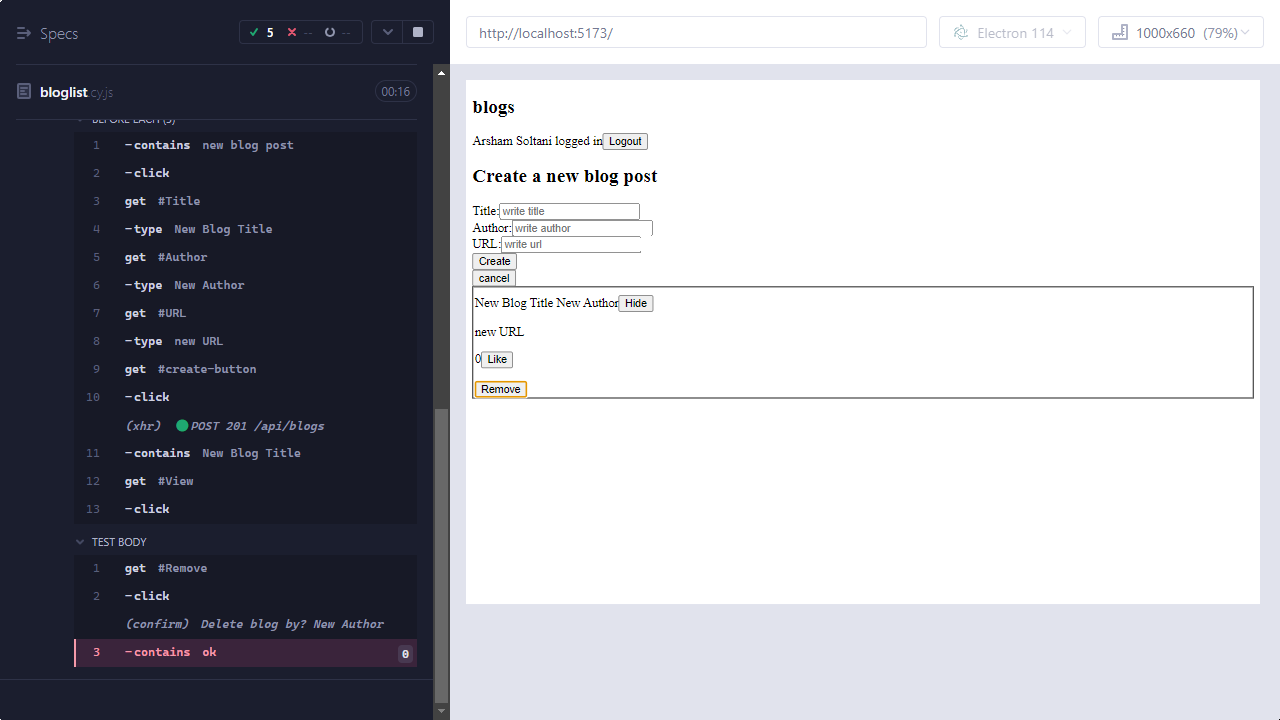 Specs
5
--
--
bloglist.cy.js
00:16
BEFORE EACH (3)
1 -contains new blog post
2 -click
3 get #Title
4 -type New Blog Title
5 get #Author
6 -type New Author
7 get #URL
8 -type new URL
9 get #create-button
10 -click
(xhr) POST 201 /api/blogs
11 -contains New Blog Title
12 get #View
13 -click
TEST BODY
1 get #Remove
2 -click
(confirm) Delete blog by? New Author
3 -contains ok 0
http://localhost:5173/
Electron 114
1000x660 (79%)
blogs
Arsham Soltani logged in Logout
Create a new blog post
Title: write title
Author: write author
URL: write url
Create
cancel
New Blog Title New Author Hide
new URL
0 Like
Remove